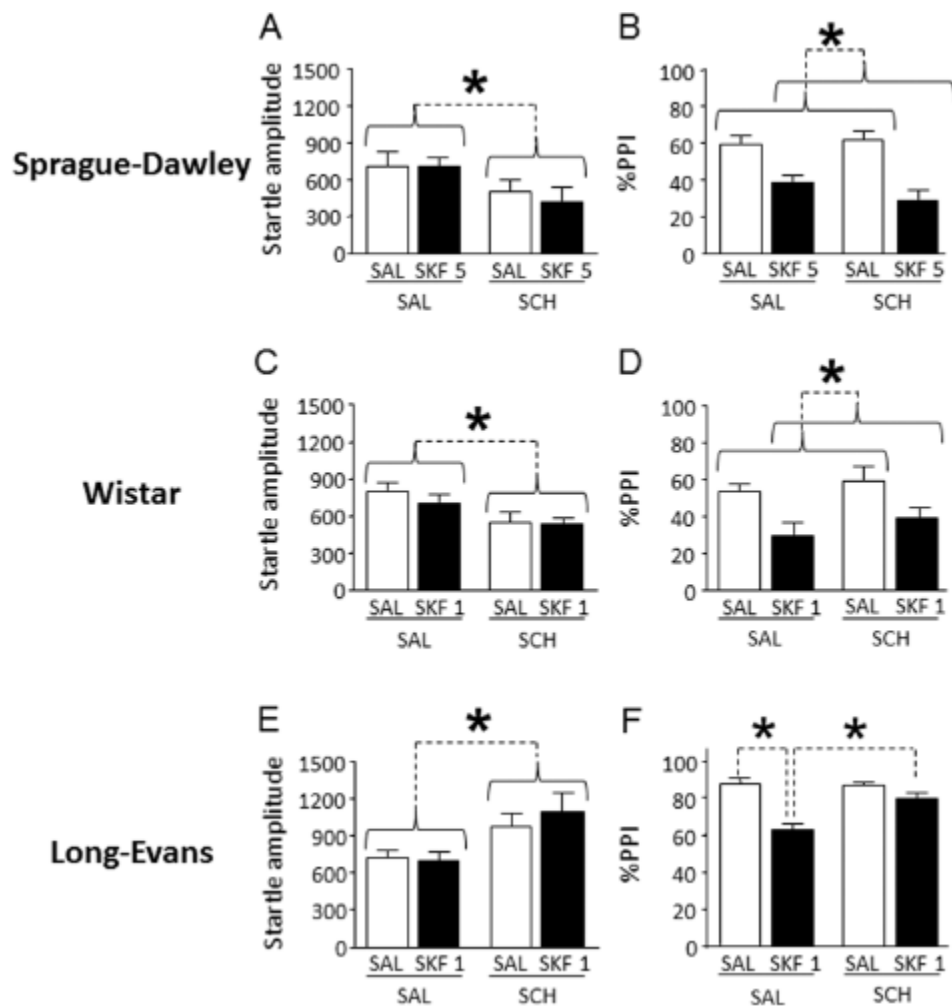 A
B
Sprague-Dawley
Startle amplitude
1500
1200
900
600
300
0
*
SAL SKF 5 SAL SKF 5
SAL SCH
%PPI
100
80
60
40
20
0
*
SAL SKF 5 SAL SKF 5
SAL SCH
C
D
Wistar
Startle amplitude
1500
1200
900
600
300
0
*
SAL SKF 1 SAL SKF 1
SAL SCH
%PPI
100
80
60
40
20
0
*
SAL SKF 1 SAL SKF 1
SAL SCH
E
F
Long-Evans
Startle amplitude
1500
1200
900
600
300
0
*
SAL SKF 1 SAL SKF 1
SAL SCH
%PPI
100
80
60
40
20
0
* *
SAL SKF 1 SAL SKF 1
SAL SCH